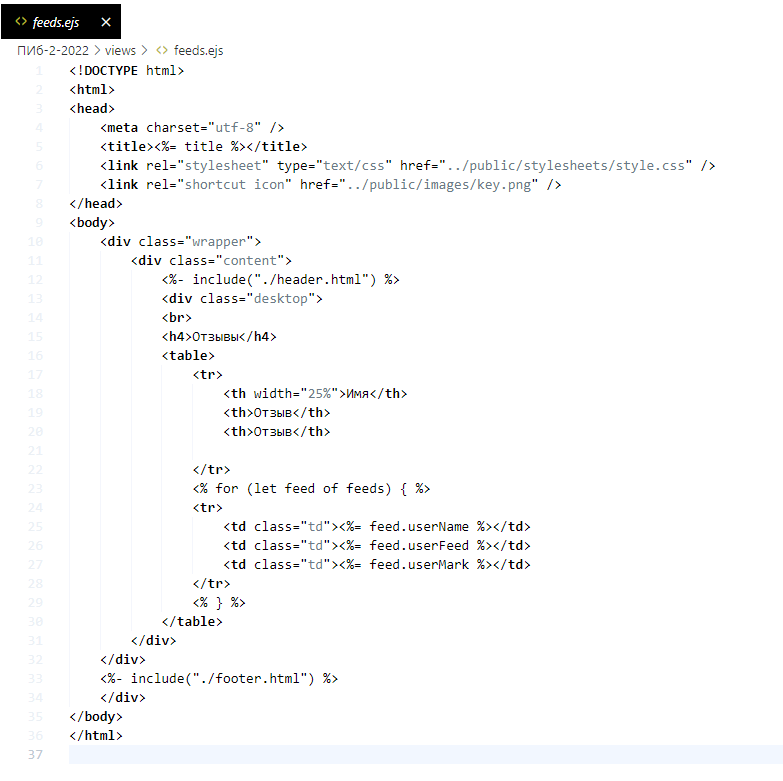 feeds.ejs
ПИб-2-2022 > views > feeds.ejs
1 <!DOCTYPE html>
2 <html>
3 <head>
4 <meta charset="utf-8" />
5 <title><%= title %></title>
6 <link rel="stylesheet" type="text/css" href="../public/stylesheets/style.css" />
7 <link rel="shortcut icon" href="../public/images/key.png" />
8 </head>
9 <body>
10 <div class="wrapper">
11 <div class="content">
12 <%- include("./header.html") %>
13 <div class="desktop">
14 <br>
15 <h4>Отзывы</h4>
16 <table>
17 <tr>
18 <th width="25%">Имя</th>
19 <th>Отзыв</th>
20 <th>Отзыв</th>
21
22 </tr>
23 <% for (let feed of feeds) { %>
24 <tr>
25 <td class="td"><%= feed.userName %></td>
26 <td class="td"><%= feed.userFeed %></td>
27 <td class="td"><%= feed.userMark %></td>
28 </tr>
29 <% } %>
30 </table>
31 </div>
32 </div>
33 <%- include("./footer.html") %>
34 </div>
35 </body>
36 </html>
37